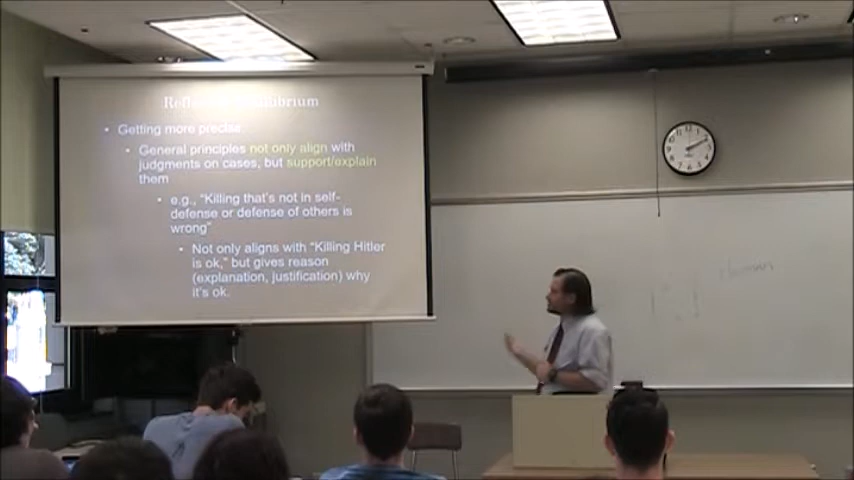 Reflective Equilibrium
• Getting more precise:
• General principles not only align with
judgments on cases, but support/explain
them
• e.g., “Killing that’s not in self-
defense or defense of others is
wrong”
• Not only aligns with “Killing Hitler
is ok,” but gives reason
(explanation, justification) why
it’s ok.